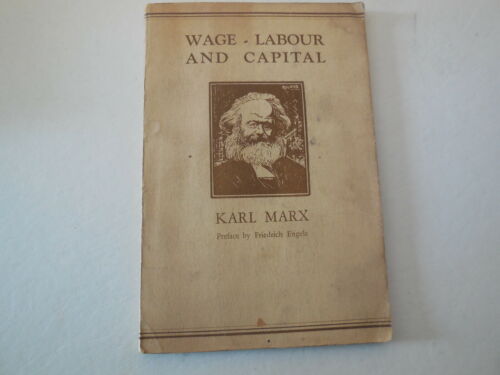 WAGE - LABOUR
AND CAPITAL
KARL MARX
Preface by Friedrich Engels